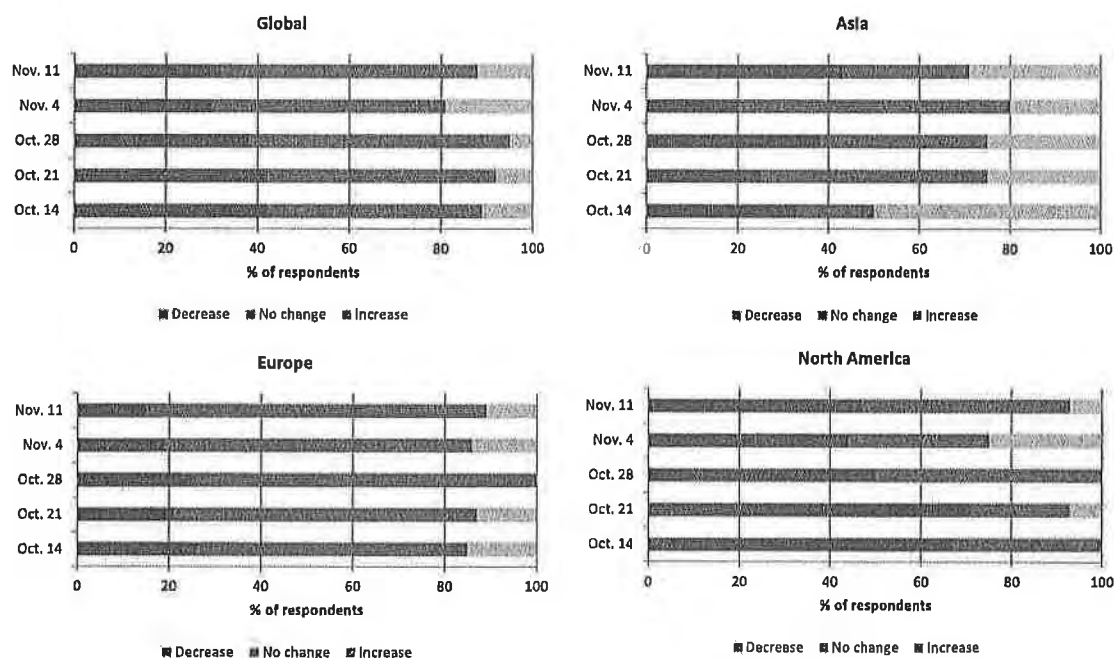 Global
Nov. 11
Nov. 4
Oct. 28
Oct. 21
Oct. 14
0 20 40 60 80 100
% of respondents
Decrease No change Increase
Asia
Nov. 11
Nov. 4
Oct. 28
Oct. 21
Oct. 14
0 20 40 60 80 100
% of respondents
Decrease No change Increase
Europe
Nov. 11
Nov. 4
Oct. 28
Oct. 21
Oct. 14
0 20 40 60 80 100
% of respondents
Decrease No change Increase
North America
Nov. 11
Nov. 4
Oct. 28
Oct. 21
Oct. 14
0 20 40 60 80 100
% of respondents
Decrease No change Increase